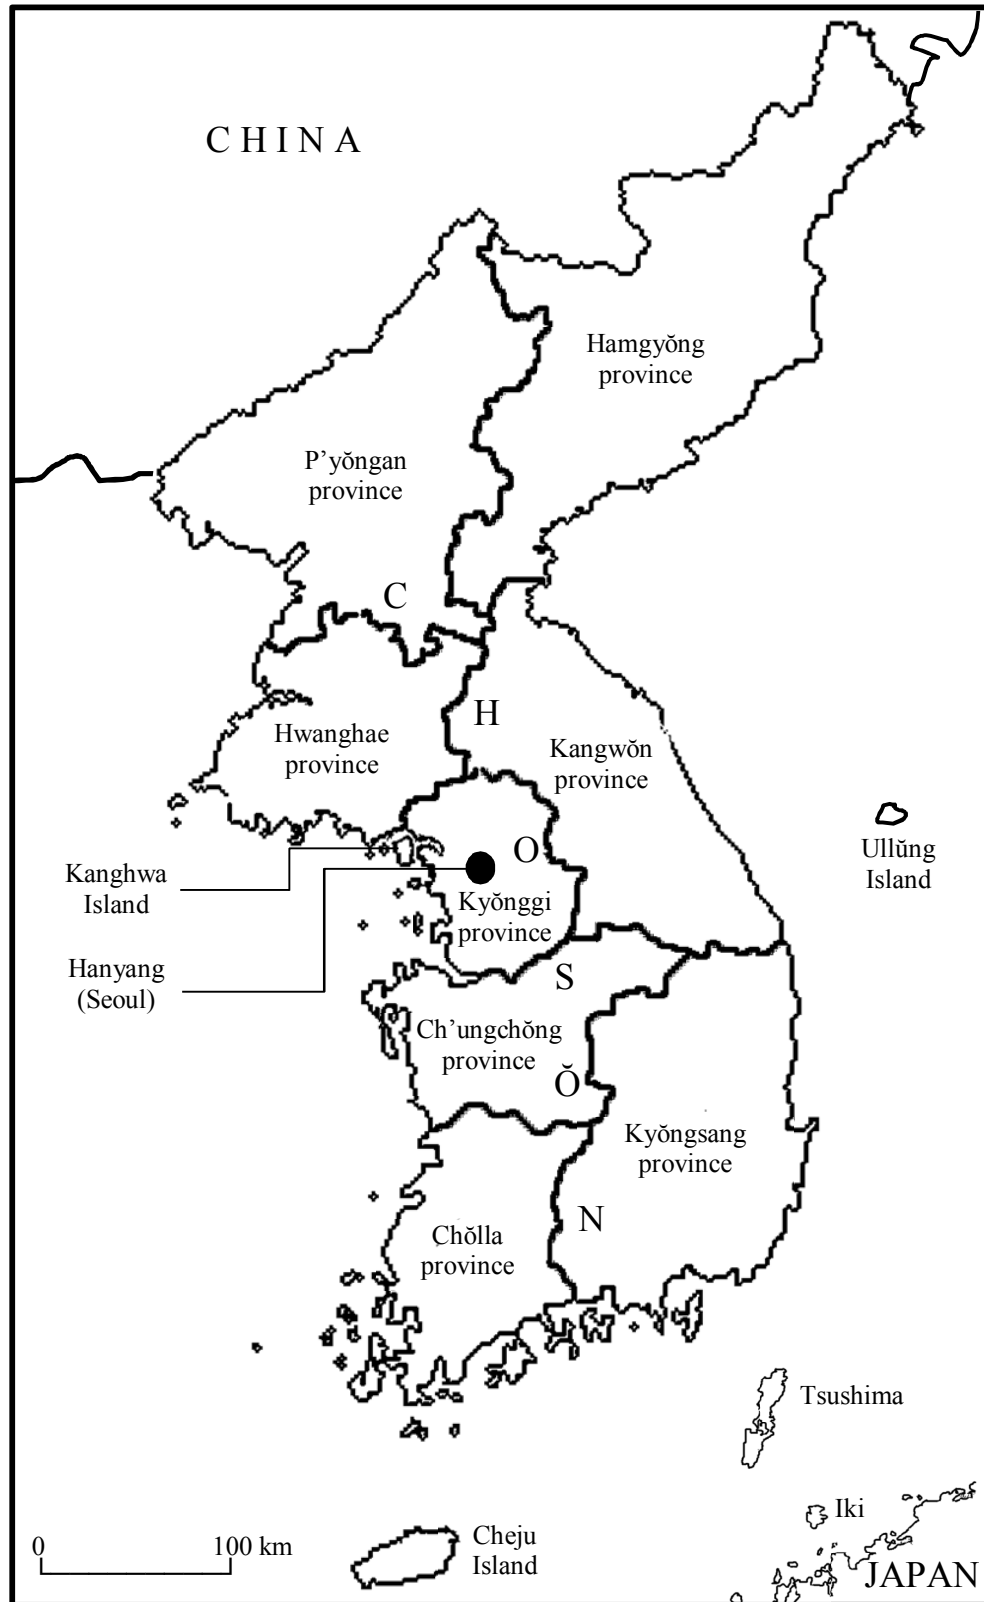 CHINA
Hamgyŏng
province
P’yŏngan
province
C
H
Hwanghae
province
Kangwŏn
province
Ullŭng
Island
O
Kanghwa
Island
Kyŏnggi
province
Hanyang
(Seoul)
S
Ch’ungchŏng
province
Ŏ
Kyŏngsang
province
N
Chŏlla
province
Tsushima
Iki
0 100 km
Cheju
Island
JAPAN